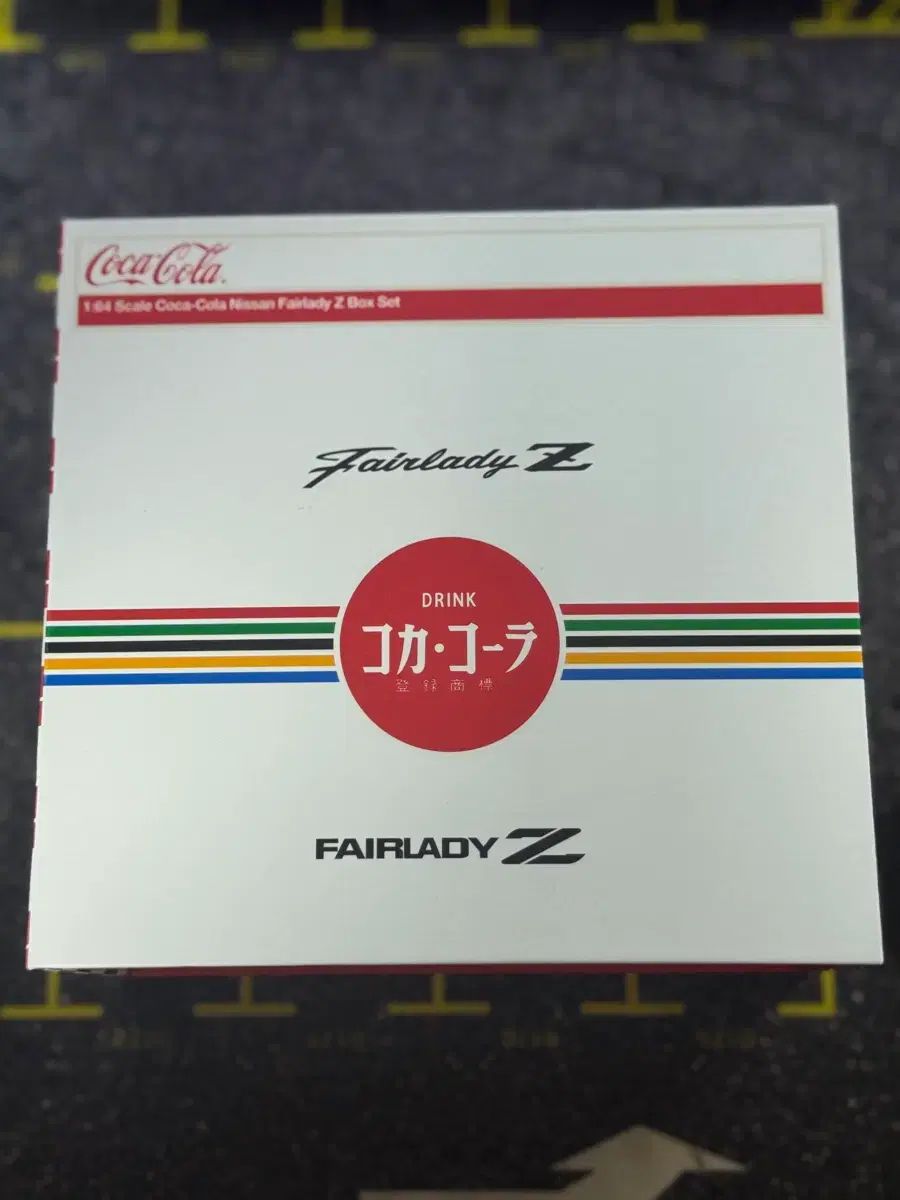 Coca-Cola.
1:64 Scale Coca-Cola Nissan Fairlady Z Box Set
Fairlady Z
DRINK
コカ・コーラ
登録商標
FAIRLADY Z